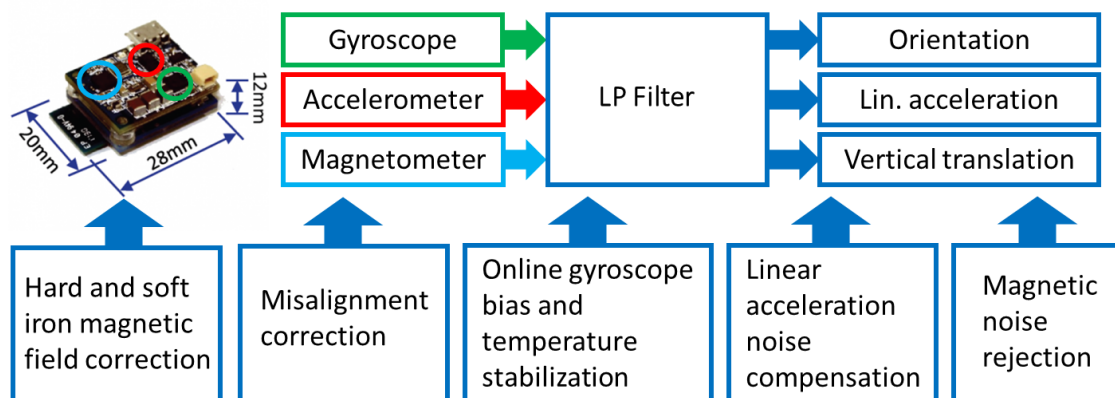 Gyroscope
Accelerometer
Magnetometer
LP Filter
Orientation
Lin. acceleration
Vertical translation
12mm
20mm
28mm
Hard and soft
iron magnetic
field correction
Misalignment
correction
Online gyroscope
bias and
temperature
stabilization
Linear
acceleration
noise
compensation
Magnetic
noise
rejection